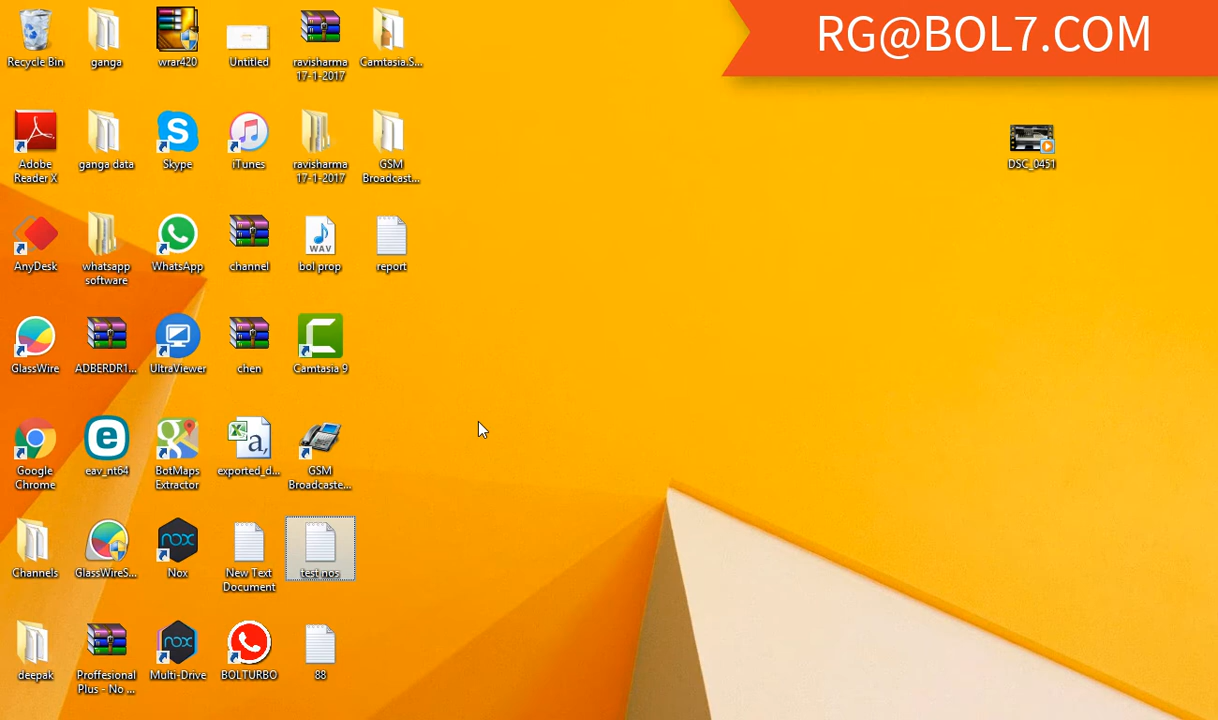 RG@BOL7.COM
Recycle Bin
ganga
wrar420
Untitled
ravisharma
17-1-2017
Camtasia.S...
Adobe
Reader X
ganga data
Skype
iTunes
ravisharma
17-1-2017
GSM
Broadcast...
DSC_0451
AnyDesk
whatsapp
software
WhatsApp
channel
WAV
bol prop
report
GlassWire
ADBERDR1...
UltraViewer
chen
Camtasia 9
Google
Chrome
eav_nt64
BotMaps
Extractor
exported_d...
GSM
Broadcaste...
Channels
GlassWireS...
nox
Nox
New Text
Document
test nos
deepak
Proffesional
Plus - No ...
nox
Multi-Drive
BOLTURBO
88